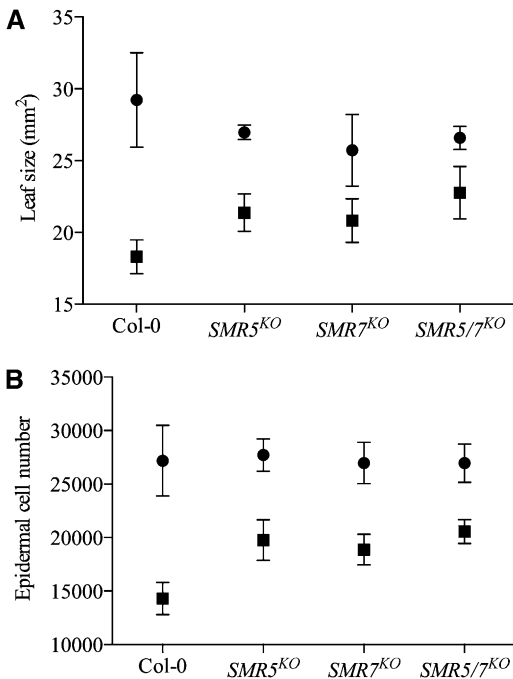 A
Leaf size (mm²)
35
30
25
20
15
Col-0 SMR5ᴷᴼ SMR7ᴷᴼ SMR5/7ᴷᴼ
B
Epidermal cell number
35000
30000
25000
20000
15000
10000
Col-0 SMR5ᴷᴼ SMR7ᴷᴼ SMR5/7ᴷᴼ